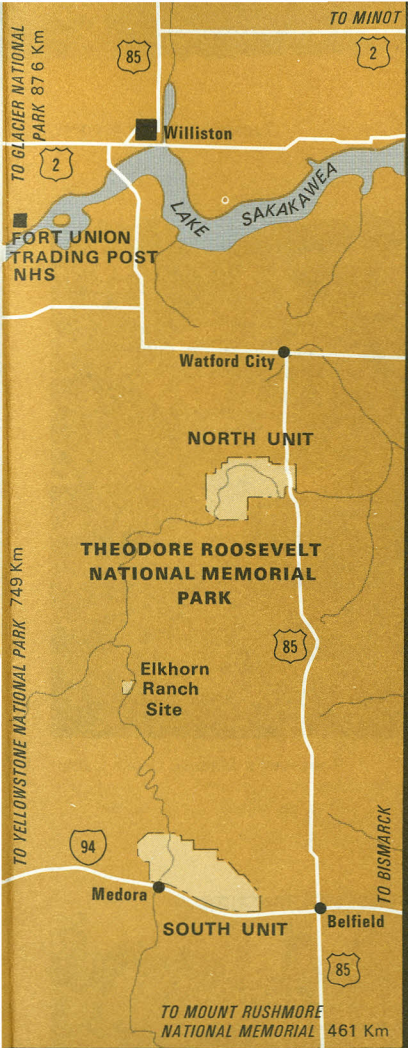 TO MINOT
85
2
TO GLACIER NATIONAL
PARK 876 Km
Williston
2
LAKE SAKAKAWEA
FORT UNION
TRADING POST
NHS
Watford City
NORTH UNIT
THEODORE ROOSEVELT
NATIONAL MEMORIAL
PARK
TO YELLOWSTONE NATIONAL PARK 749 Km
85
Elkhorn
Ranch
Site
94
TO BISMARCK
Medora
SOUTH UNIT
Belfield
85
TO MOUNT RUSHMORE
NATIONAL MEMORIAL 461 Km